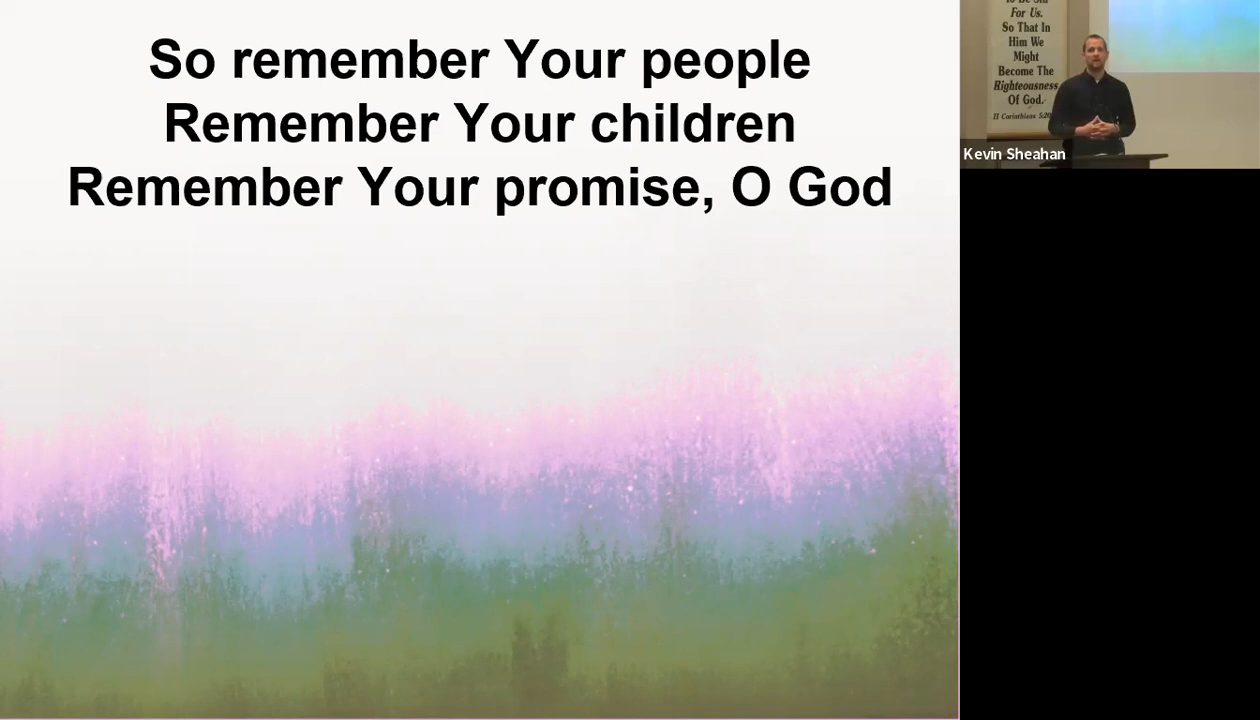 So remember Your people
Remember Your children
Remember Your promise, O God
For Us.
So That In
Him We
Might
Become The
Righteousness
Of God.
II Corinthians 5:20
Kevin Sheahan